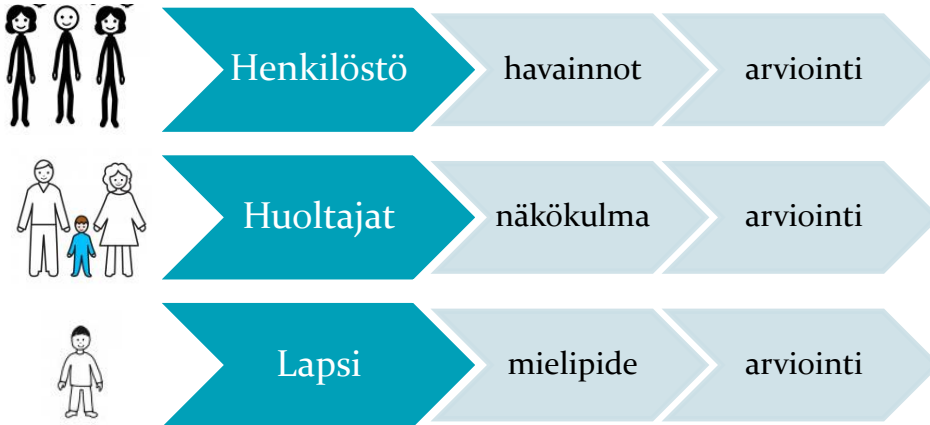 Henkilöstö havainnot arviointi
Huoltajat näkökulma arviointi
Lapsi mielipide arviointi